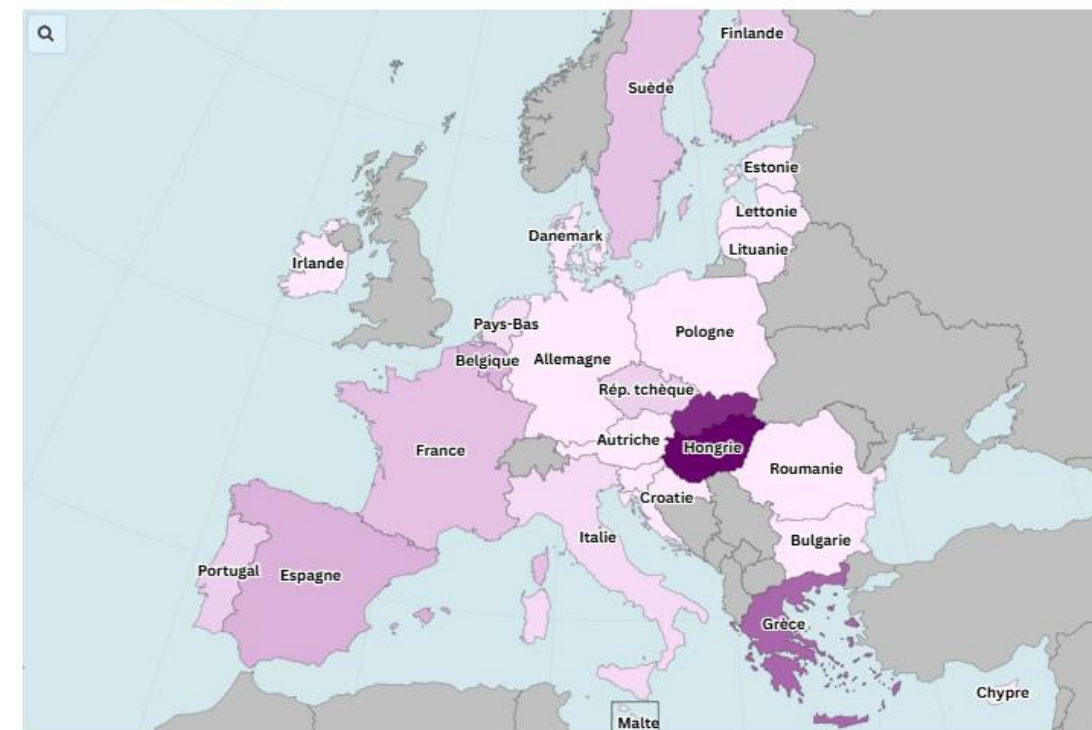 Finlande
Suède
Estonie
Lettonie
Danemark
Lituanie
Irlande
Pays-Bas
Pologne
Belgique
Allemagne
Rép. tchèque
Autriche
France
Hongrie
Roumanie
Croatie
Italie
Bulgarie
Portugal
Espagne
Grèce
Chypre
Malte